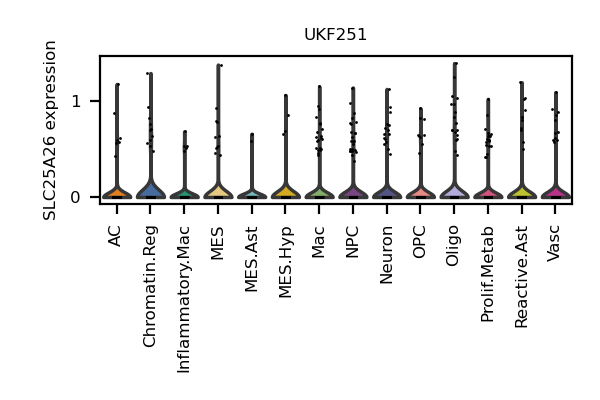 UKF251
SLC25A26 expression
1
0
AC
Chromatin.Reg
Inflammatory.Mac
MES
MES.Ast
MES.Hyp
Mac
NPC
Neuron
OPC
Oligo
Prolif.Metab
Reactive.Ast
Vasc